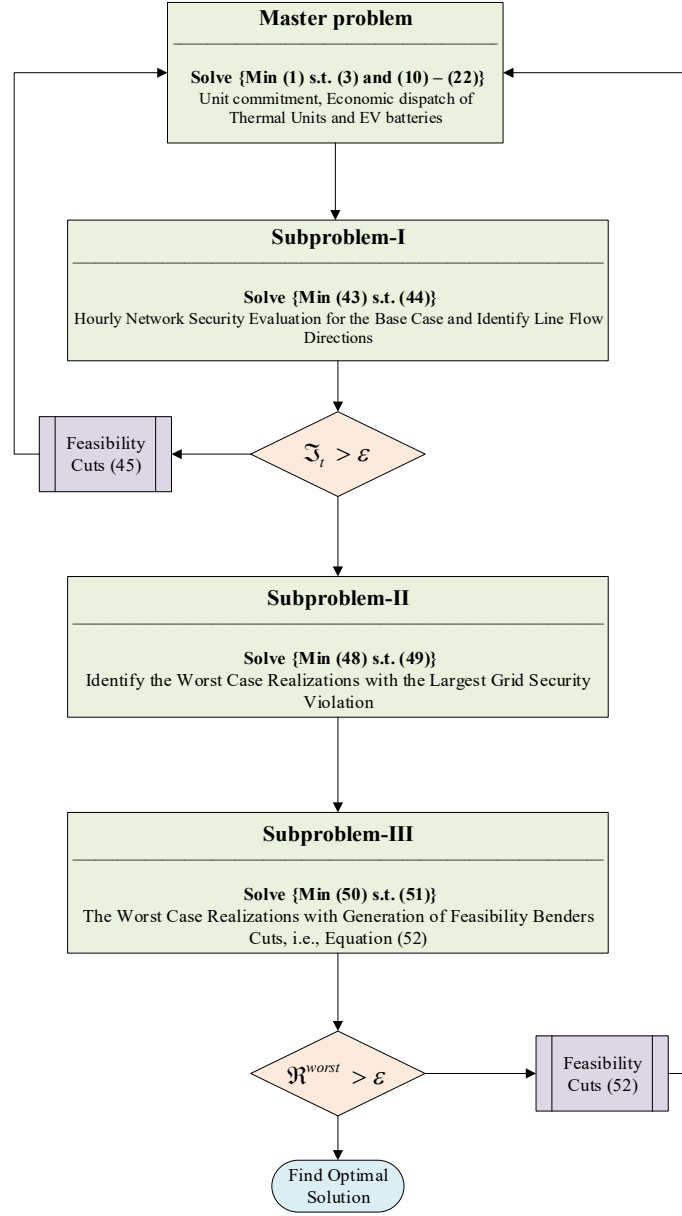 Master problem
Solve {Min (1) s.t. (3) and (10) – (22)}
Unit commitment, Economic dispatch of
Thermal Units and EV batteries
Subproblem-I
Solve {Min (43) s.t. (44)}
Hourly Network Security Evaluation for the Base Case and Identify Line Flow
Directions
Feasibility
Cuts (45)
ℑt > ε
Subproblem-II
Solve {Min (48) s.t. (49)}
Identify the Worst Case Realizations with the Largest Grid Security
Violation
Subproblem-III
Solve {Min (50) s.t. (51)}
The Worst Case Realizations with Generation of Feasibility Benders
Cuts, i.e., Equation (52)
ℜworst > ε
Feasibility
Cuts (52)
Find Optimal
Solution